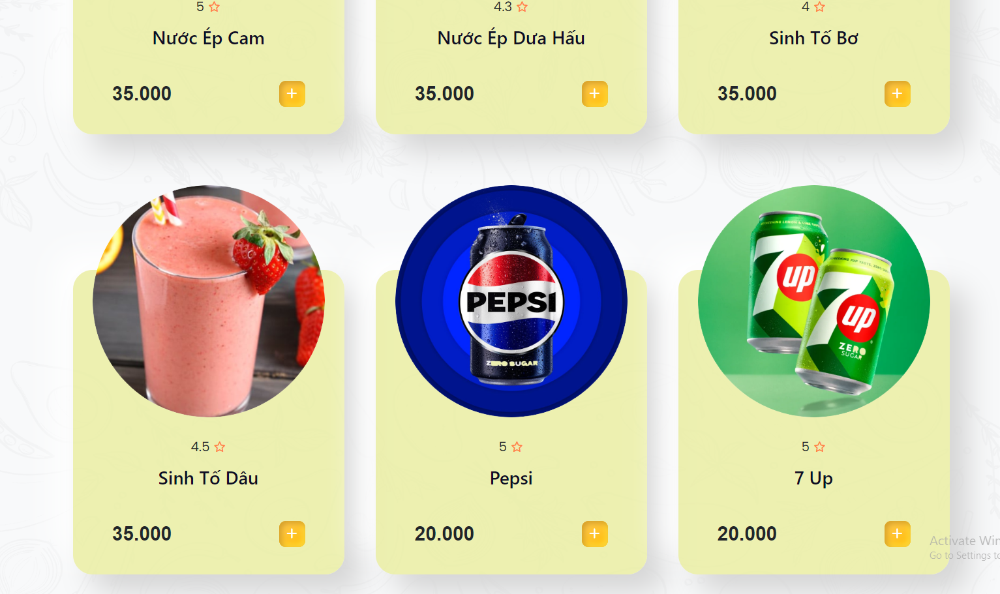 5
4.3
4
Nước Ép Cam
Nước Ép Dưa Hấu
Sinh Tố Bơ
35.000
+
35.000
+
35.000
+
PEPSI
ZERO SUGAR
7up
7up
ZERO
SUGAR
4.5
5
5
Sinh Tố Dâu
Pepsi
7 Up
35.000
+
20.000
+
20.000
+
Activate Win
Go to Settings to